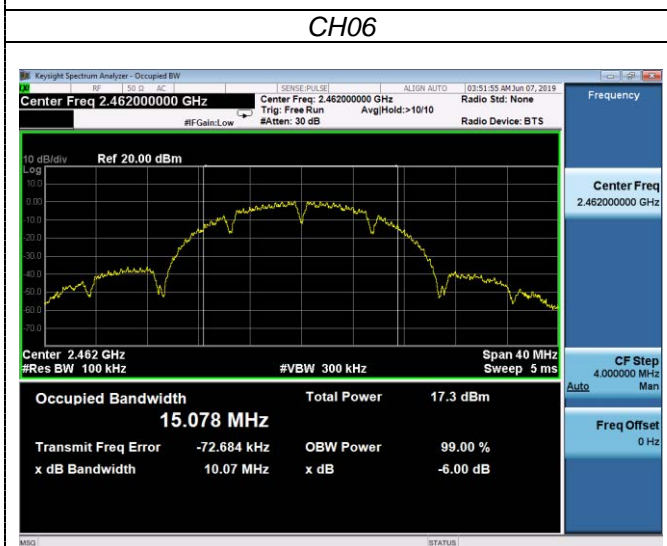 CH06
Keysight Spectrum Analyzer - Occupied BW
RF 50 Ω AC SENSE:PULSE ALIGN AUTO 03:51:55 AM Jun 07, 2019
Center Freq 2.462000000 GHz
Center Freq: 2.462000000 GHz
Radio Std: None
Trig: Free Run Avg|Hold:>10/10
#IFGain:Low #Atten: 30 dB Radio Device: BTS
Frequency
10 dB/div Ref 20.00 dBm
Log
10.0
0.00
-10.0
-20.0
-30.0
-40.0
-50.0
-60.0
-70.0
Center 2.462 GHz Span 40 MHz
#Res BW 100 kHz #VBW 300 kHz Sweep 5 ms
Occupied Bandwidth Total Power 17.3 dBm
15.078 MHz
Transmit Freq Error -72.684 kHz OBW Power 99.00 %
x dB Bandwidth 10.07 MHz x dB -6.00 dB
Center Freq
2.462000000 GHz
CF Step
4.000000 MHz
Auto Man
Freq Offset
0 Hz
MSG STATUS